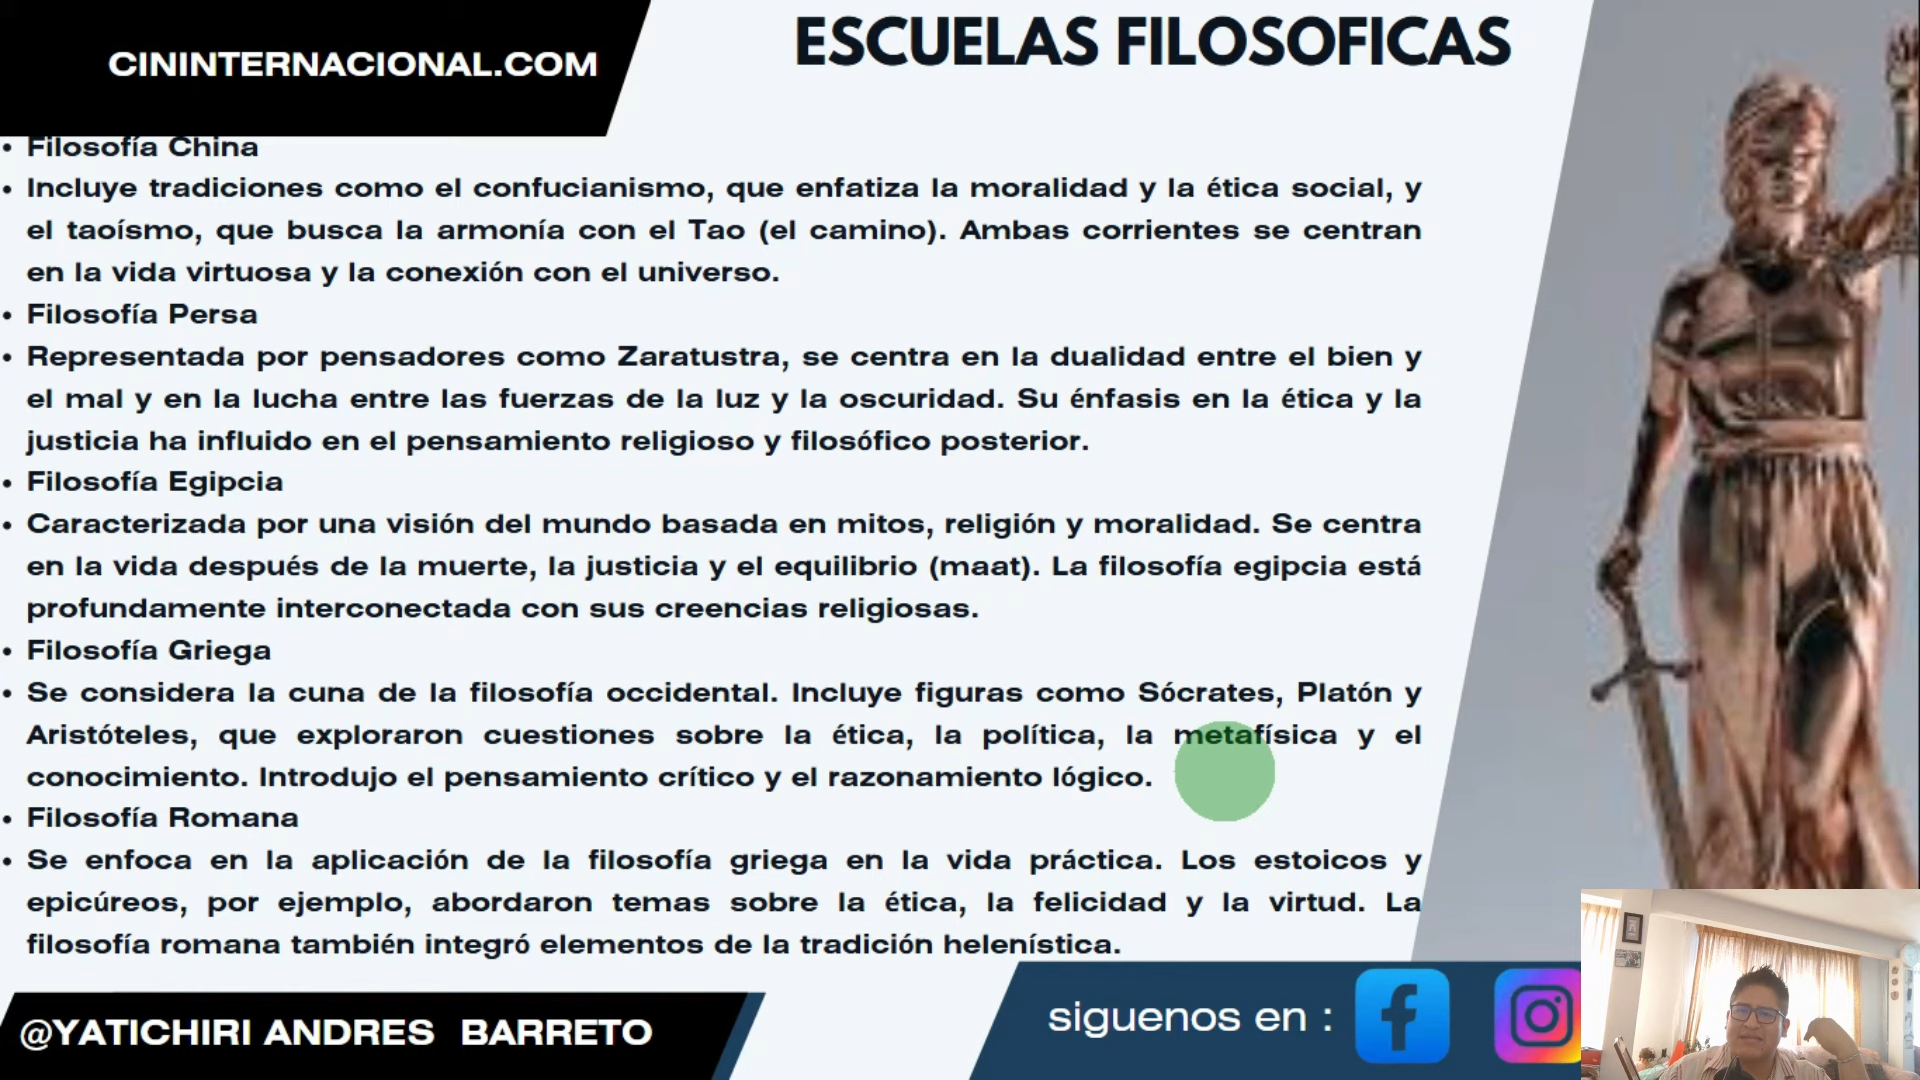 CININTERNACIONAL.COM
ESCUELAS FILOSOFICAS
• Filosofía China
• Incluye tradiciones como el confucianismo, que enfatiza la moralidad y la ética social, y
el taoísmo, que busca la armonía con el Tao (el camino). Ambas corrientes se centran
en la vida virtuosa y la conexión con el universo.
• Filosofía Persa
• Representada por pensadores como Zaratustra, se centra en la dualidad entre el bien y
el mal y en la lucha entre las fuerzas de la luz y la oscuridad. Su énfasis en la ética y la
justicia ha influido en el pensamiento religioso y filosófico posterior.
• Filosofía Egipcia
• Caracterizada por una visión del mundo basada en mitos, religión y moralidad. Se centra
en la vida después de la muerte, la justicia y el equilibrio (maat). La filosofía egipcia está
profundamente interconectada con sus creencias religiosas.
• Filosofía Griega
• Se considera la cuna de la filosofía occidental. Incluye figuras como Sócrates, Platón y
Aristóteles, que exploraron cuestiones sobre la ética, la política, la metafísica y el
conocimiento. Introdujo el pensamiento crítico y el razonamiento lógico.
• Filosofía Romana
• Se enfoca en la aplicación de la filosofía griega en la vida práctica. Los estoicos y
epicúreos, por ejemplo, abordaron temas sobre la ética, la felicidad y la virtud. La
filosofía romana también integró elementos de la tradición helenística.
@YATICHIRI ANDRES BARRETO
siguenos en :